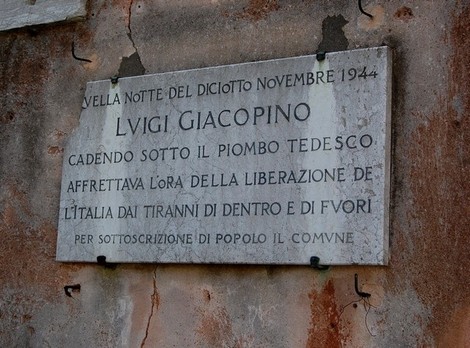 VELLA NOTTE DEL DICIOTTO NOVEMBRE 1944
LVIGI GIACOPINO
CADENDO SOTTO IL PIOMBO TEDESCO
AFFRETTAVA L'ORA DELLA LIBERAZIONE DE
L'ITALIA DAI TIRANNI DI DENTRO E DI FVORI
PER SOTTOSCRIZIONE DI POPOLO IL COMVNE